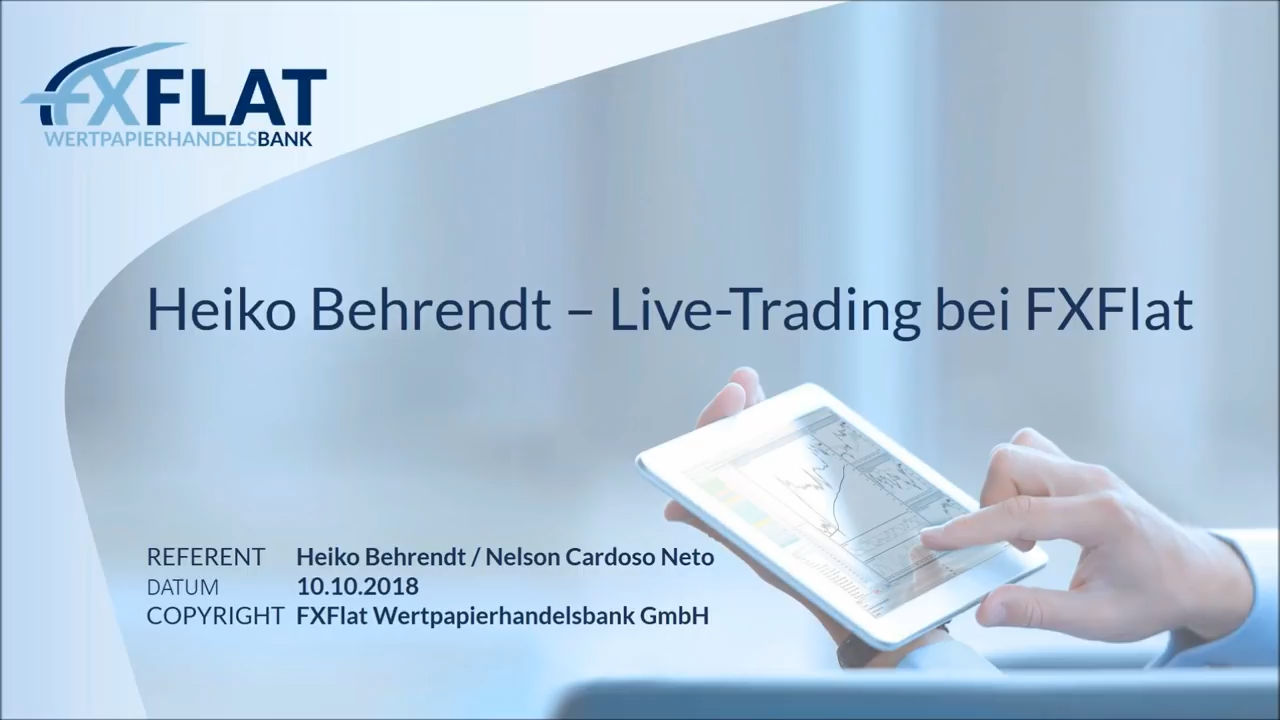 FXFLAT
WERTPAPIERHANDELSBANK
Heiko Behrendt – Live-Trading bei FXFlat
REFERENT Heiko Behrendt / Nelson Cardoso Neto
DATUM 10.10.2018
COPYRIGHT FXFlat Wertpapierhandelsbank GmbH